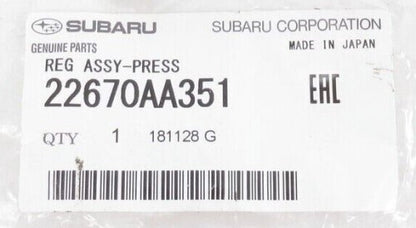 SUBARU SUBARU CORPORATION
GENUINE PARTS MADE IN JAPAN
REG ASSY-PRESS
22670AA351 EAC
QTY 1 181128 G